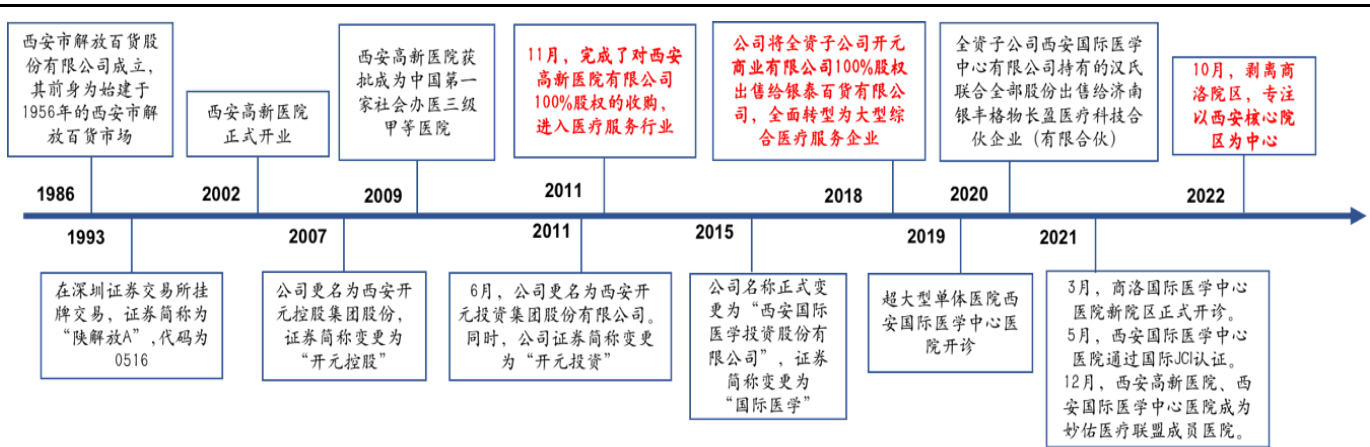 西安市解放百货股
份有限公司成立，
其前身为始建于
1956年的西安市解
放百货市场
西安高新医院
正式开业
西安高新医院获
批成为中国第一
家社会办医三级
甲等医院
11月，完成了对西安
高新医院有限公司
100%股权的收购，
进入医疗服务行业
公司将全资子公司开元
商业有限公司100%股权
出售给银泰百货有限公
司，全面转型为大型综
合医疗服务企业
全资子公司西安国际医学
中心有限公司持有的汉氏
联合全部股份出售给济南
银丰格物长盈医疗科技合
伙企业（有限合伙）
10月，剥离商
洛院区，专注
以西安核心院
区为中心
1986
2002
2009
2011
2018
2020
2022
1993
2007
2011
2015
2019
2021
在深圳证券交易所挂
牌交易，证券简称为
“陕解放A”,代码为
0516
公司更名为西安开
元控股集团股份，
证券简称变更为
“开元控股”
6月，公司更名为西安开
元投资集团股份有限公司。
同时，公司证券简称变更
为“开元投资”
公司名称正式变
更为“西安国际
医学投资股份有
限公司”，证券
简称变更为
“国际医学”
超大型单体医院西
安国际医学中心医
院开诊
3月，商洛国际医学中心
医院新院区正式开诊。
5月，西安国际医学中心
医院通过国际JCI认证。
12月，西安高新医院、西
安国际医学中心医院成为
妙佑医疗联盟成员医院。